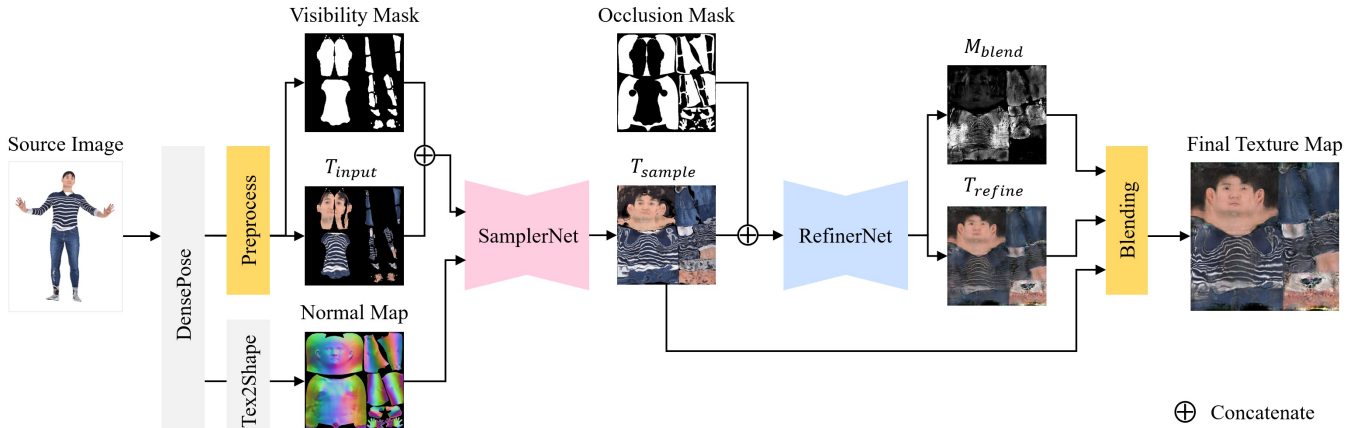 Visibility Mask
Occlusion Mask
M_blend
Source Image
T_input
T_sample
Final Texture Map
DensePose
Preprocess
SamplerNet
RefinerNet
T_refine
Blending
Tex2Shape
Normal Map
Concatenate